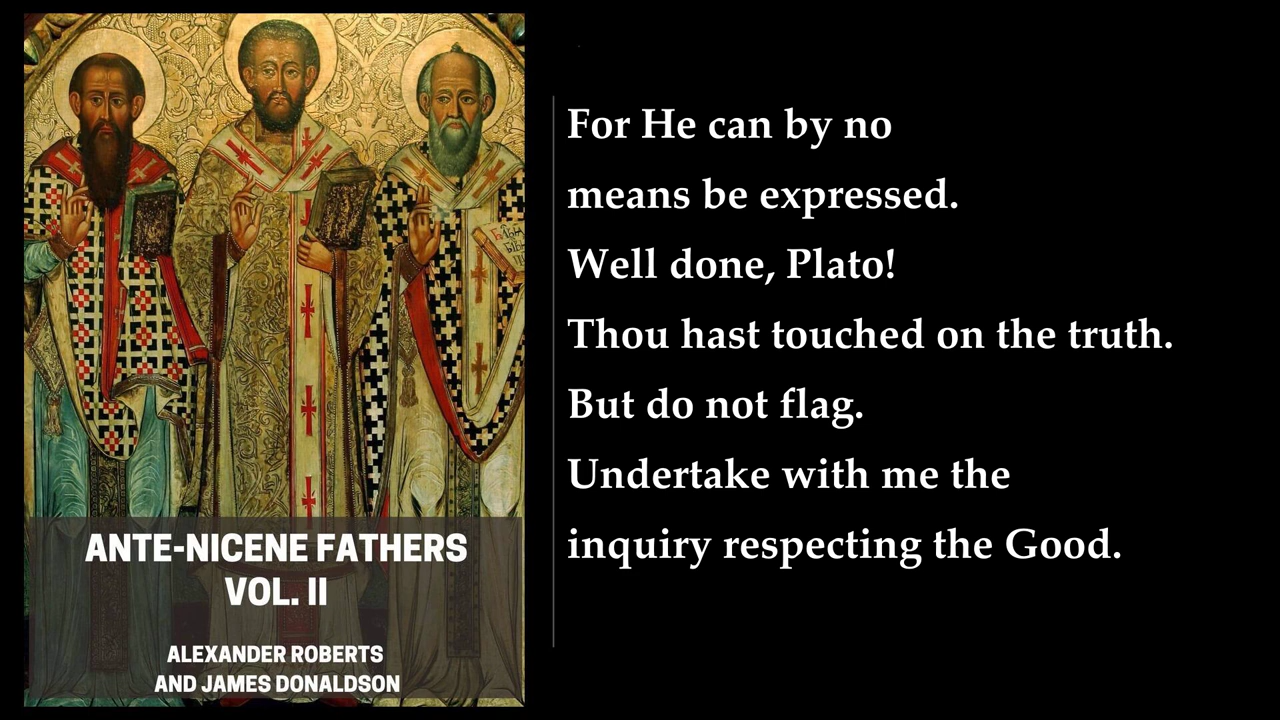 ANTE-NICENE FATHERS
VOL. II
ALEXANDER ROBERTS
AND JAMES DONALDSON
For He can by no
means be expressed.
Well done, Plato!
Thou hast touched on the truth.
But do not flag.
Undertake with me the
inquiry respecting the Good.